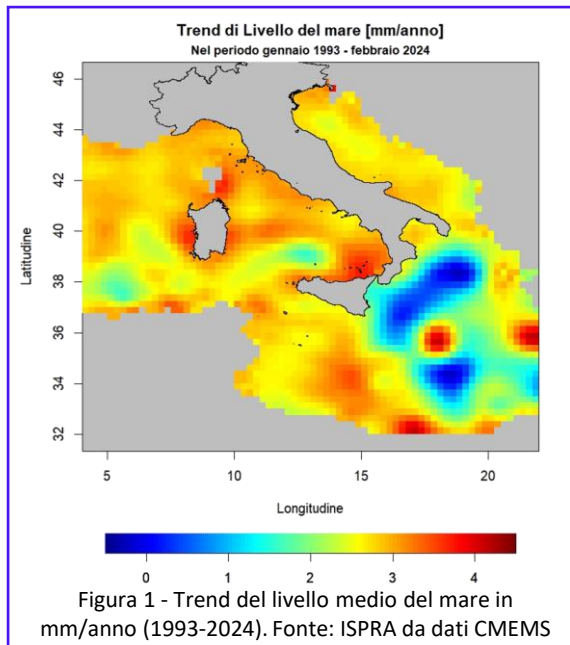 Trend di Livello del mare [mm/anno]
Nel periodo gennaio 1993 - febbraio 2024
Latitudine
46
44
42
40
38
36
34
32
5
10
15
20
Longitudine
0
1
2
3
4
Figura 1 - Trend del livello medio del mare in
mm/anno (1993-2024). Fonte: ISPRA da dati CMEMS